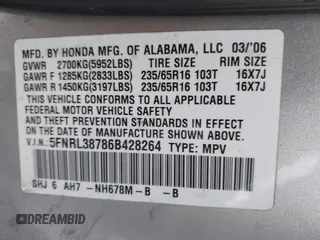 MFD. BY HONDA MFG. OF ALABAMA, LLC 03/'06
GVWR 2700KG(5952LBS) TIRE SIZE RIM SIZE
GAWR F 1285KG(2833LBS) 235/65R16 103T 16X7J
GAWR R 1450KG(3197LBS) 235/65R16 103T 16X7J
THIS VEHICLE CONFORMS TO ALL APPLICABLE
FEDERAL MOTOR VEHICLE SAFETY AND THEFT PREVENTION
STANDARDS IN EFFECT ON THE DATE OF MANUFACTURE SHOWN ABOVE.
V.I.N.: 5FNRL38786B428264 TYPE: MPV
SHJ 6 AH7 -NH678M-B -B
AUTOBIDMASTER